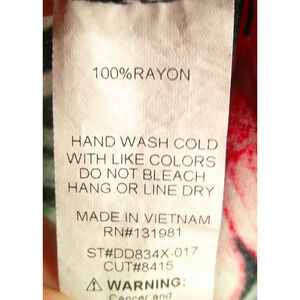 100%RAYON
HAND WASH COLD
WITH LIKE COLORS
DO NOT BLEACH
HANG OR LINE DRY
MADE IN VIETNAM
RN#131981
ST#DD834X-017
CUT#8415
⚠ WARNING:
Cancer and